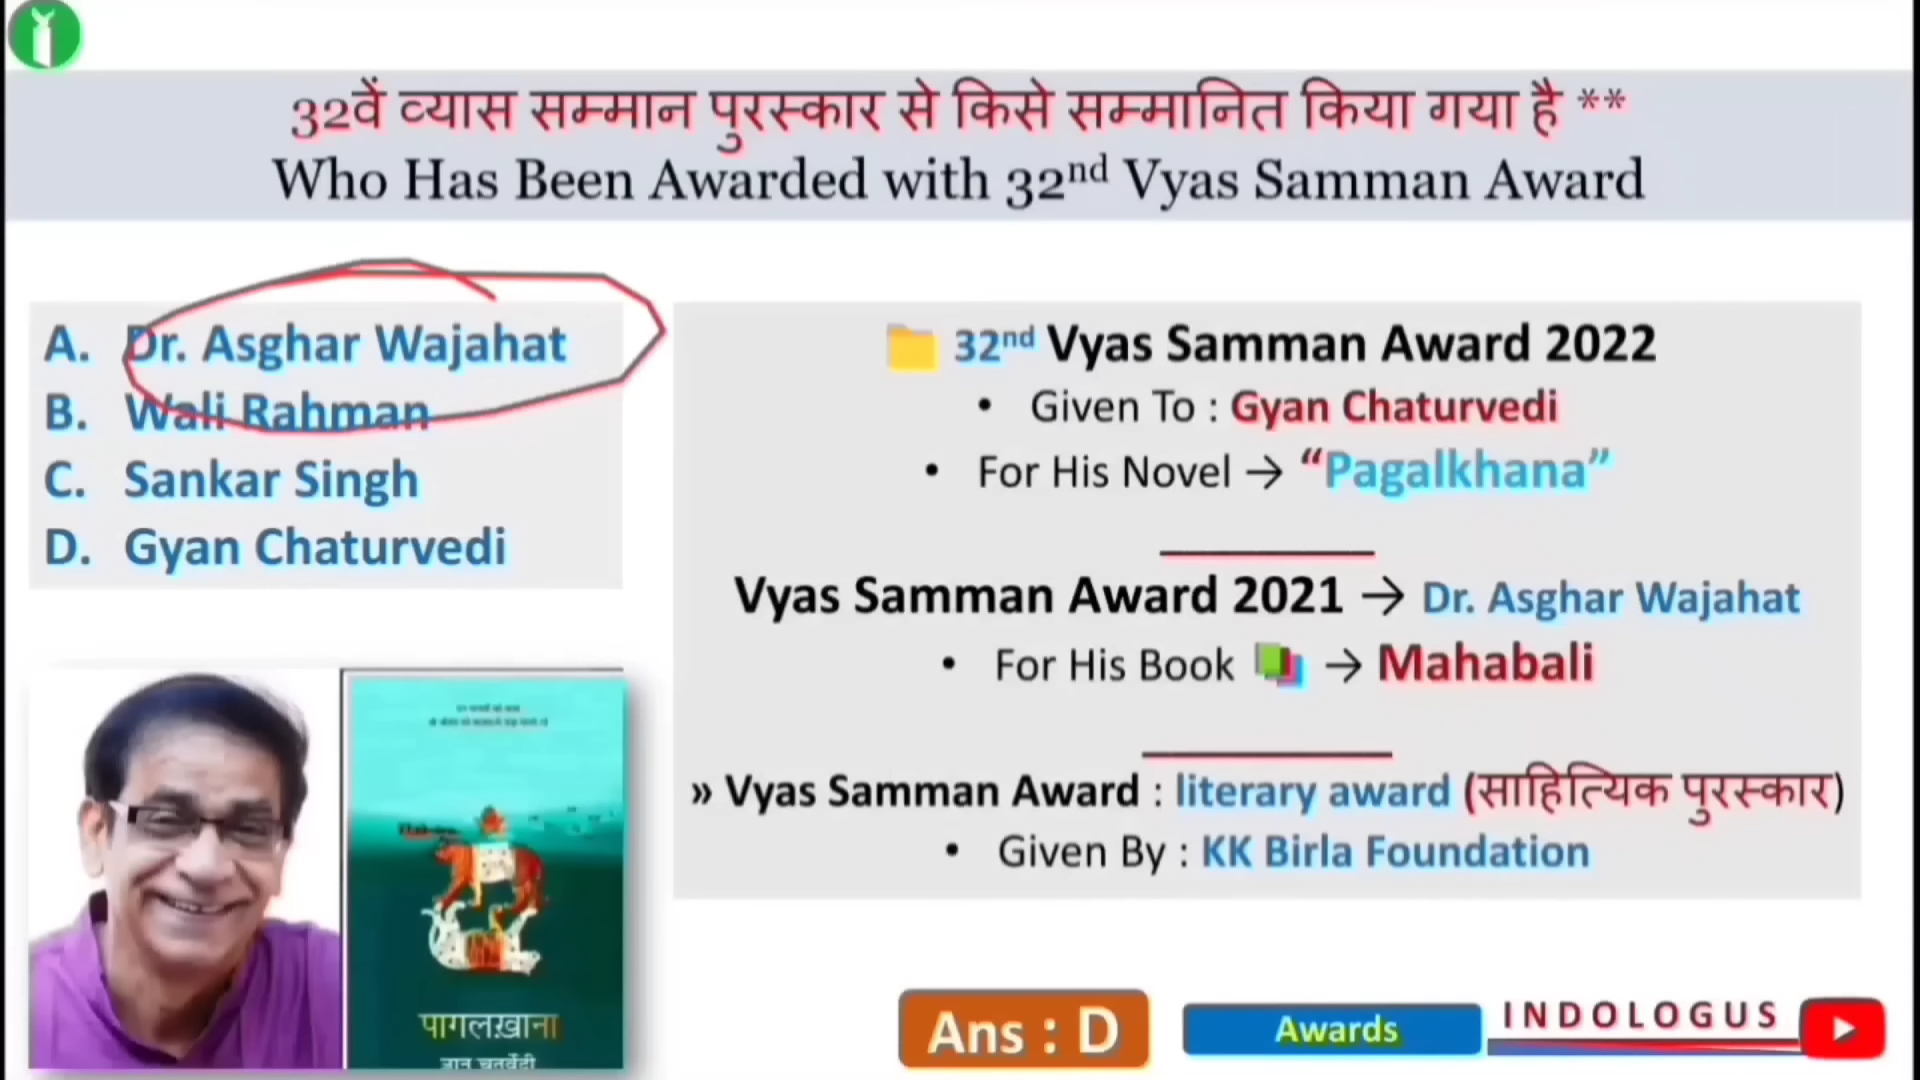 32वें व्यास सम्मान पुरस्कार से किसे सम्मानित किया गया है **
Who Has Been Awarded with 32nd Vyas Samman Award
A. Dr. Asghar Wajahat
B. Wali Rahman
C. Sankar Singh
D. Gyan Chaturvedi
32nd Vyas Samman Award 2022
• Given To : Gyan Chaturvedi
• For His Novel → “Pagalkhana”
Vyas Samman Award 2021 → Dr. Asghar Wajahat
• For His Book → Mahabali
» Vyas Samman Award : literary award (साहित्यिक पुरस्कार)
• Given By : KK Birla Foundation
पागलख़ाना
ज्ञान चतुर्वेदी
Ans : D
Awards
INDOLOGUS